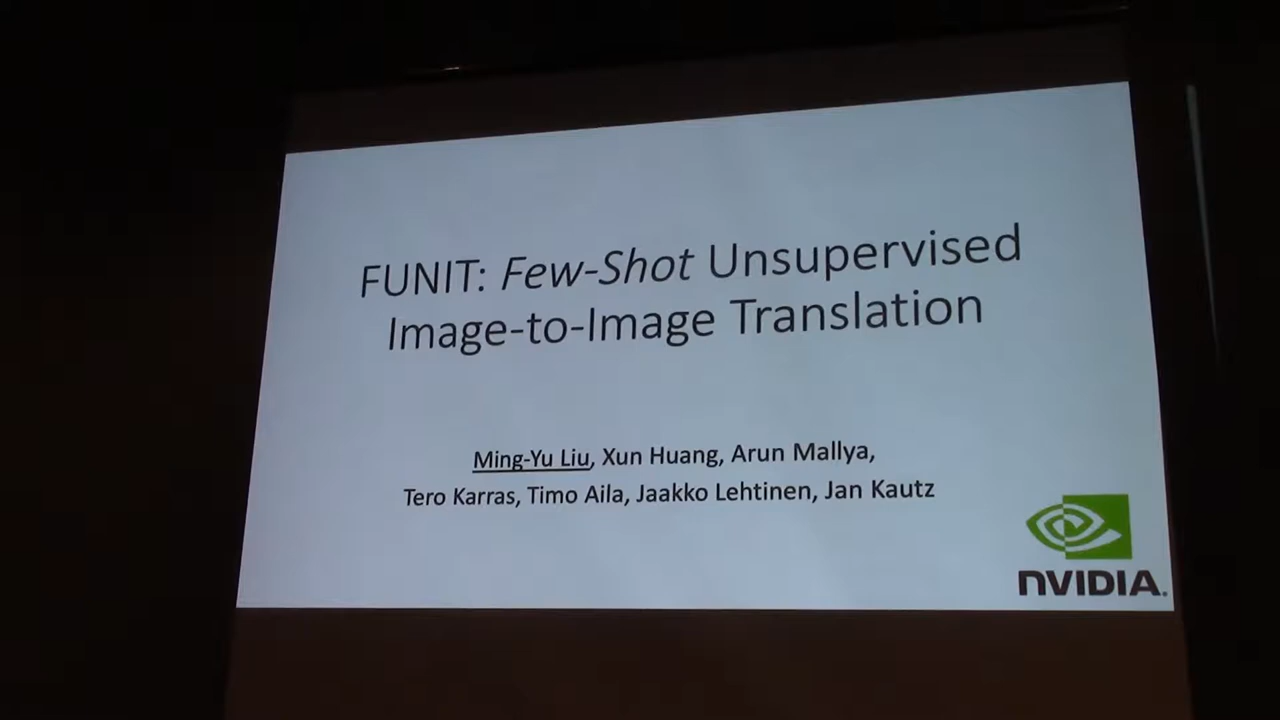 FUNIT: Few-Shot Unsupervised
Image-to-Image Translation
Ming-Yu Liu, Xun Huang, Arun Mallya,
Tero Karras, Timo Aila, Jaakko Lehtinen, Jan Kautz
NVIDIA.